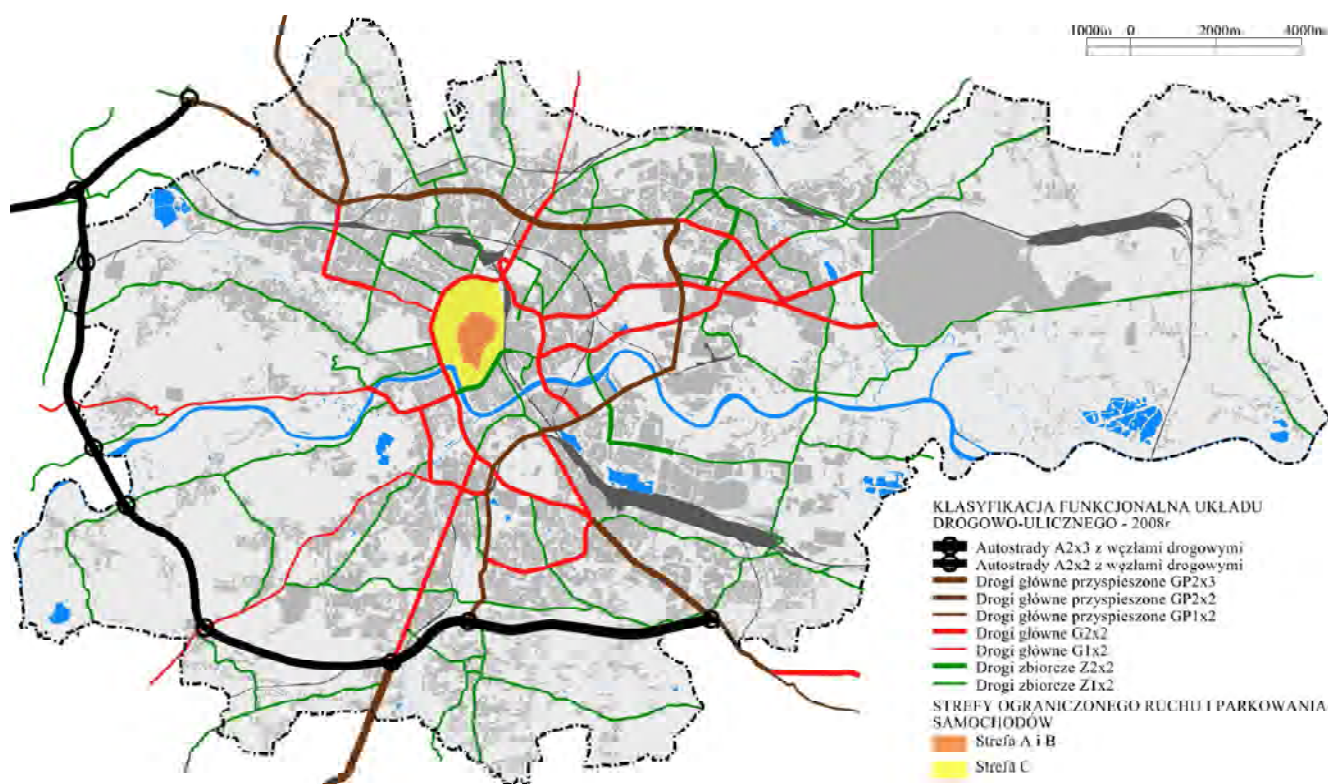 1000m 0 2000m 4000m
KLASYFIKACJA FUNKCJONALNA UKŁADU
DROGOWO-ULICZNEGO - 2008r
Autostrady A2x3 z węzłami drogowymi
Autostrady A2x2 z węzłami drogowymi
Drogi główne przyspieszone GP2x3
Drogi główne przyspieszone GP2x2
Drogi główne przyspieszone GP1x2
Drogi główne G2x2
Drogi główne G1x2
Drogi zbiorcze Z2x2
Drogi zbiorcze Z1x2
STREFY OGRANICZONEGO RUCHU I PARKOWANIA
SAMOCHODÓW
Strefa A i B
Strefa C